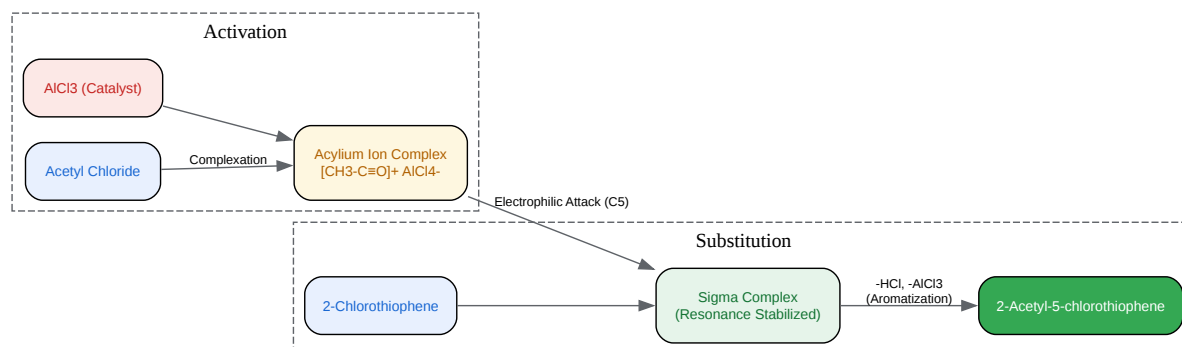 Activation
AlCl3 (Catalyst)
Acetyl Chloride
Complexation
Acylium Ion Complex
[CH3-C≡O]+ AlCl4-
Electrophilic Attack (C5)
Substitution
2-Chlorothiophene
Sigma Complex
(Resonance Stabilized)
-HCl, -AlCl3
(Aromatization)
2-Acetyl-5-chlorothiophene